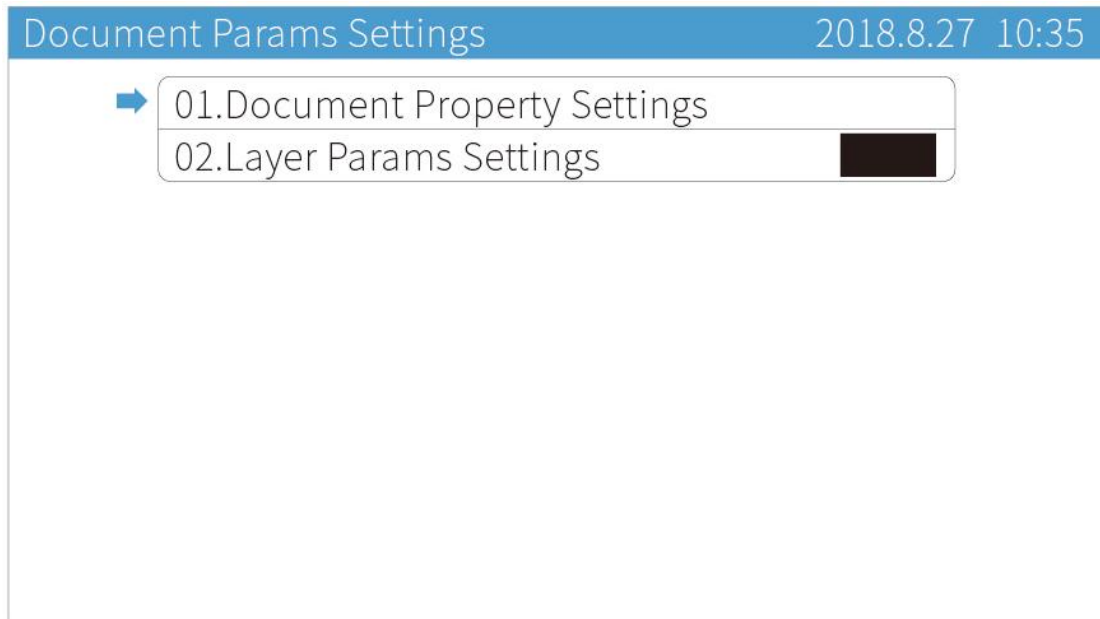 Document Params Settings 2018.8.27 10:35
01.Document Property Settings
02.Layer Params Settings